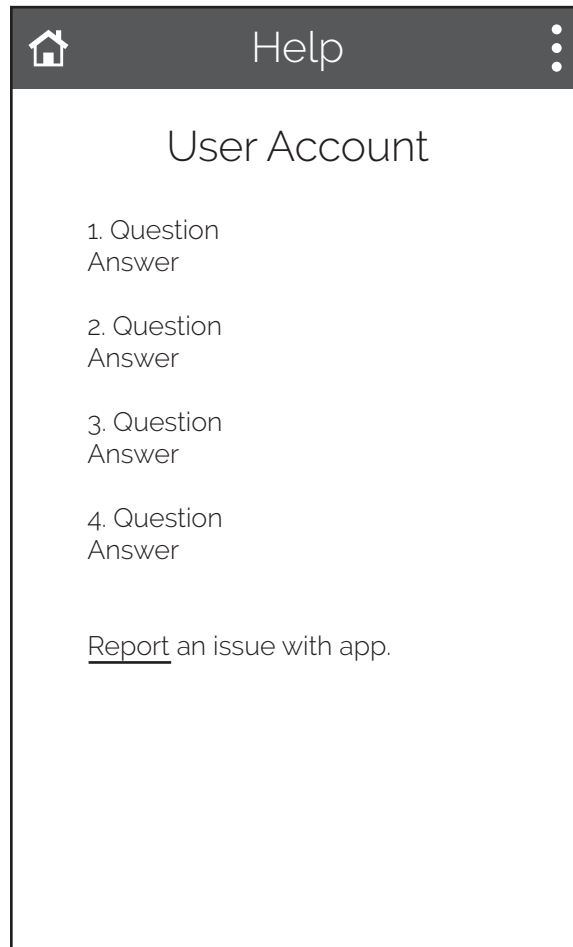 Help
User Account
1. Question
Answer
2. Question
Answer
3. Question
Answer
4. Question
Answer
Report an issue with app.